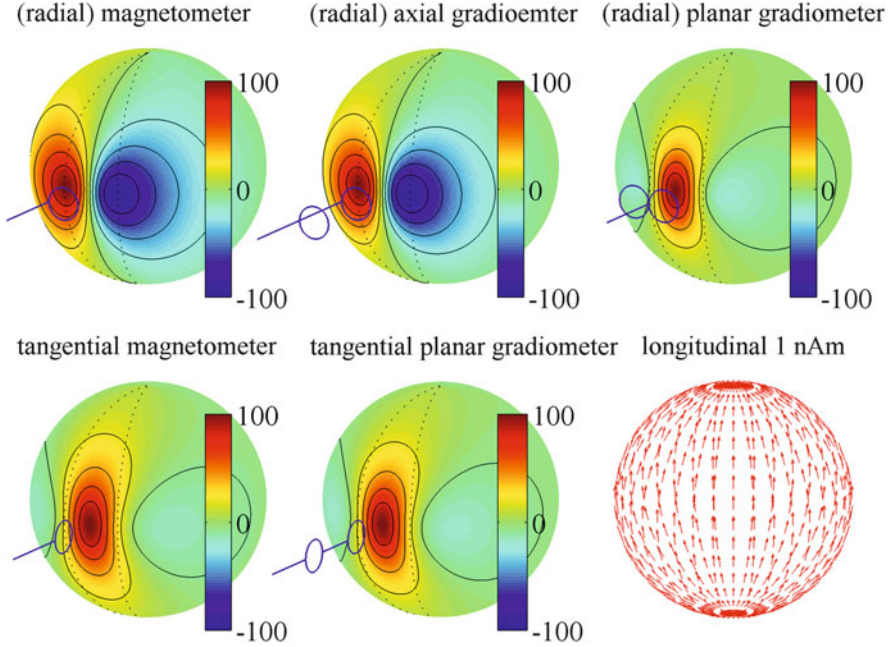 (radial) magnetometer
(radial) axial gradioemter
(radial) planar gradiometer
100
0
-100
100
0
-100
100
0
-100
tangential magnetometer
tangential planar gradiometer
longitudinal 1 nAm
100
0
-100
100
0
-100